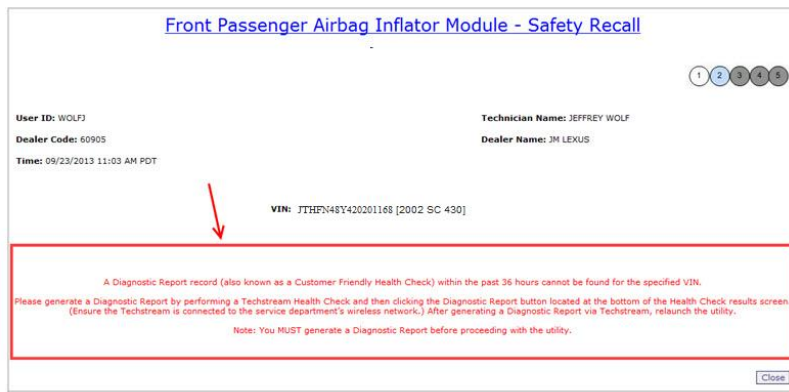 Front Passenger Airbag Inflator Module - Safety Recall
-
1 2 3 4 5
User ID: WOLFJ
Technician Name: JEFFREY WOLF
Dealer Code: 60905
Dealer Name: JM LEXUS
Time: 09/23/2013 11:03 AM PDT
VIN: JTHFN48Y420201168 [2002 SC 430]
A Diagnostic Report record (also known as a Customer Friendly Health Check) within the past 36 hours cannot be found for the specified VIN.
Please generate a Diagnostic Report by performing a Techstream Health Check and then clicking the Diagnostic Report button located at the bottom of the Health Check results screen
(Ensure the Techstream is connected to the service department's wireless network.) After generating a Diagnostic Report via Techstream, relaunch the utility.
Note: You MUST generate a Diagnostic Report before proceeding with the utility.
Close